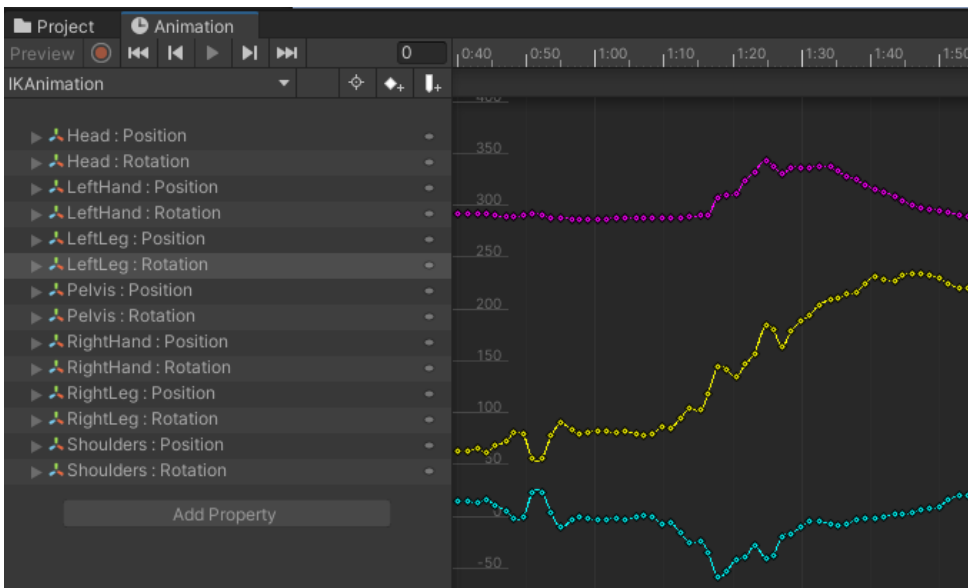 Project Animation
Preview 0 0:40 0:50 1:00 1:10 1:20 1:30 1:40 1:50
IKAnimation
400
Head : Position
350
Head : Rotation
LeftHand : Position
300
LeftHand : Rotation
LeftLeg : Position
250
LeftLeg : Rotation
Pelvis : Position
200
Pelvis : Rotation
RightHand : Position
150
RightHand : Rotation
RightLeg : Position
100
RightLeg : Rotation
Shoulders : Position
50
Shoulders : Rotation
Add Property
0
-50